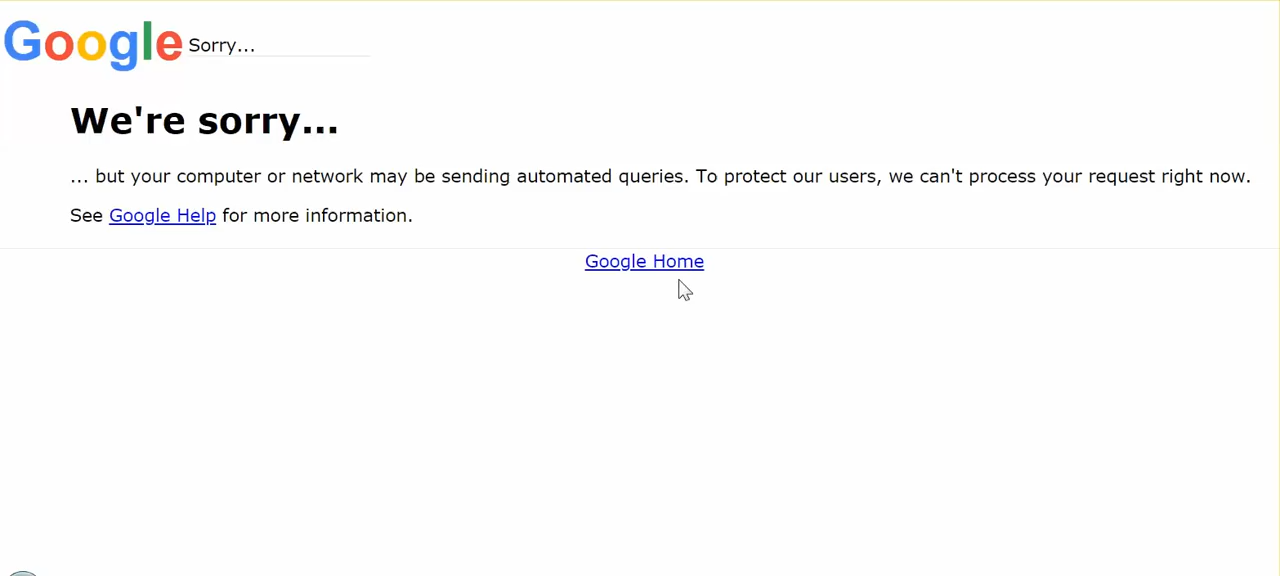 Google Sorry...
We're sorry...
... but your computer or network may be sending automated queries. To protect our users, we can't process your request right now.
See Google Help for more information.
Google Home